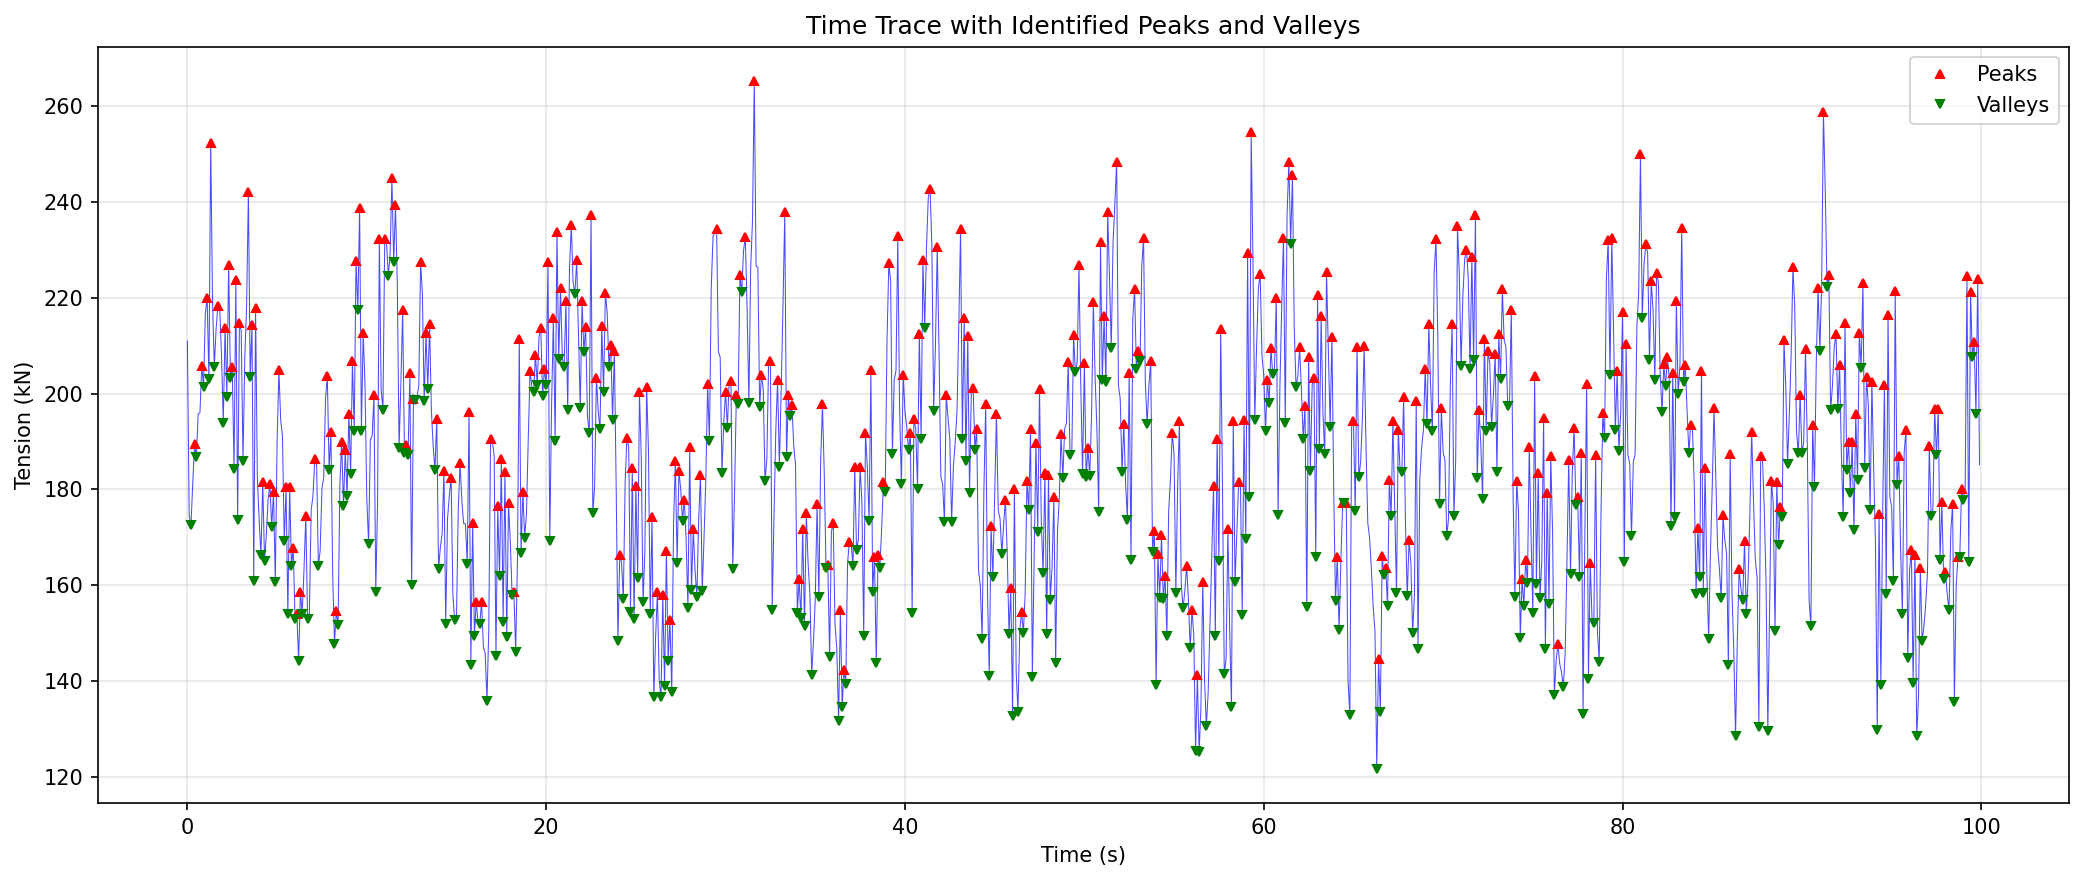 Time Trace with Identified Peaks and Valleys
Peaks
Valleys
Tension (kN)
260
240
220
200
180
160
140
120
0
20
40
60
80
100
Time (s)